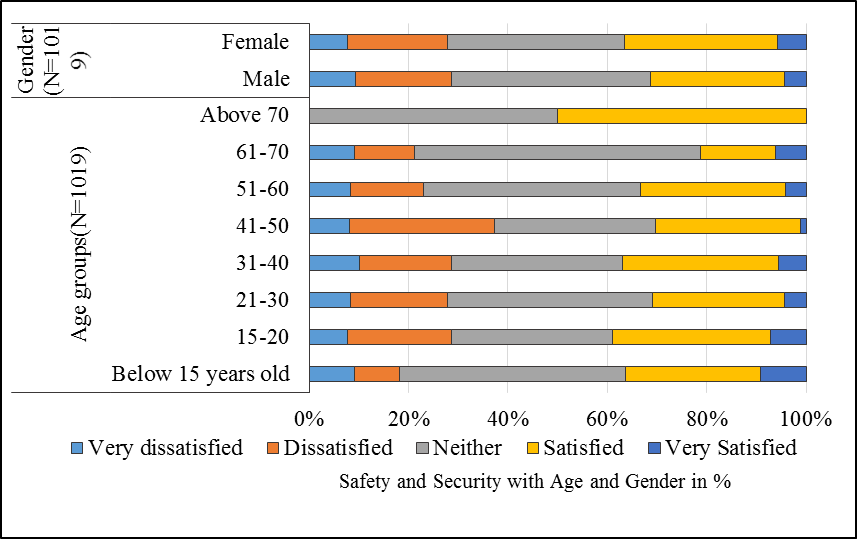 Gender
(N=101
9)
Female
Male
Age groups(N=1019)
Above 70
61-70
51-60
41-50
31-40
21-30
15-20
Below 15 years old
0% 20% 40% 60% 80% 100%
Very dissatisfied Dissatisfied Neither Satisfied Very Satisfied
Safety and Security with Age and Gender in %